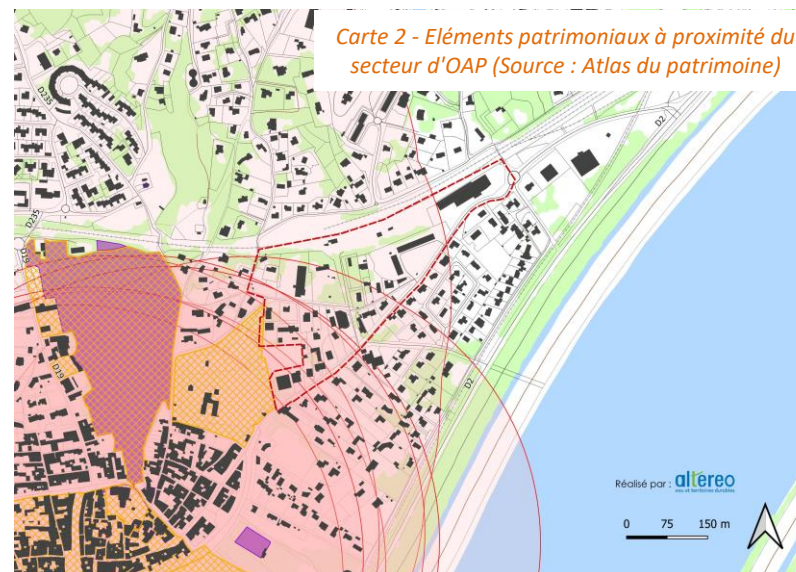 Carte 2 - Eléments patrimoniaux à proximité du
secteur d'OAP (Source : Atlas du patrimoine)
D235
D2
D235
D19
D19
D2
Réalisé par : altereo
eau et territoires durables
0 75 150 m